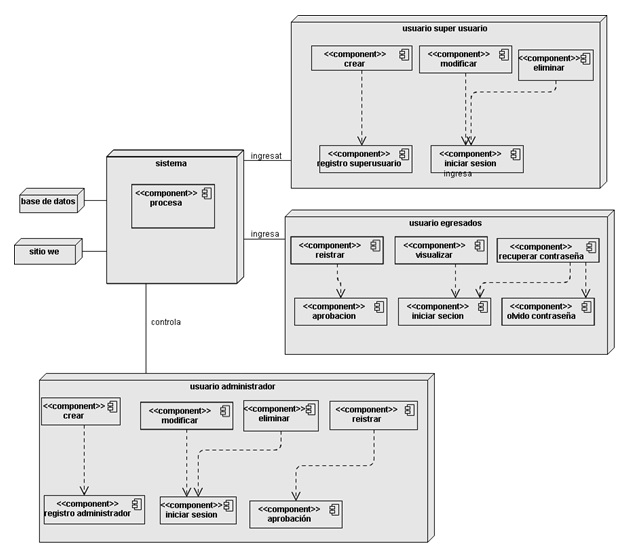 usuario super usuario
<<component>>
crear
<<component>>
modificar
<<component>>
eliminar
<<component>>
registro superusuario
<<component>>
iniciar sesion
ingresa
ingresat
sistema
<<component>>
procesa
base de datos
sitio we
ingresa
usuario egresados
<<component>>
reistrar
<<component>>
visualizar
<<component>>
recuperar contraseña
<<component>>
aprobacion
<<component>>
iniciar secion
<<component>>
olvido contraseña
controla
usuario administrador
<<component>>
crear
<<component>>
modificar
<<component>>
eliminar
<<component>>
reistrar
<<component>>
registro administrador
<<component>>
iniciar sesion
<<component>>
aprobación